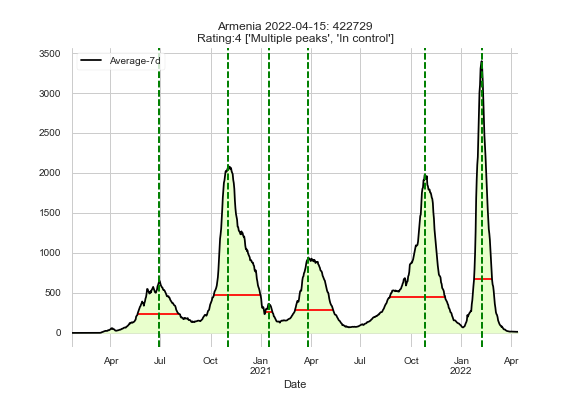 Armenia 2022-04-15: 422729
Rating:4 ['Multiple peaks', 'In control']
Average-7d
3500
3000
2500
2000
1500
1000
500
0
Apr
Jul
Oct
Jan
2021
Apr
Jul
Oct
Jan
2022
Apr
Date